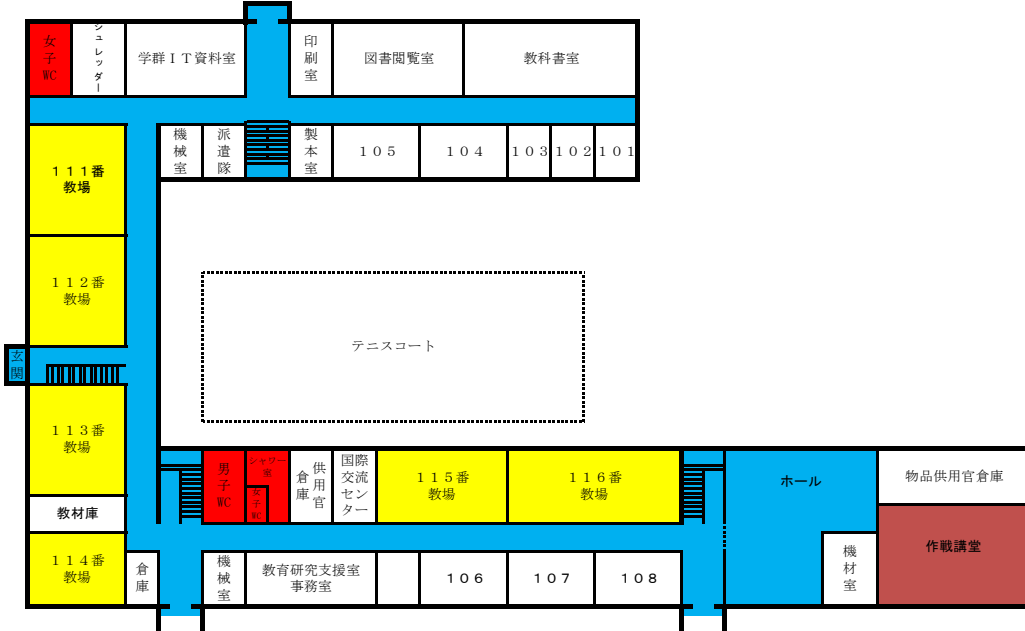 女子WC
シュレッダー
学群ＩＴ資料室
印刷室
図書閲覧室
教科書室
機械室
派遣隊
製本室
１０５
１０４
１０３
１０２
１０１
１１１番
教場
１１２番
教場
テニスコート
玄関
１１３番
教場
男子WC
シャワー
室
女子WC
供用官
倉庫
国際
交流
センター
１１５番
教場
１１６番
教場
ホール
物品供用官倉庫
教材庫
作戦講堂
１１４番
教場
倉庫
機械室
教育研究支援室
事務室
１０６
１０７
１０８
機材室